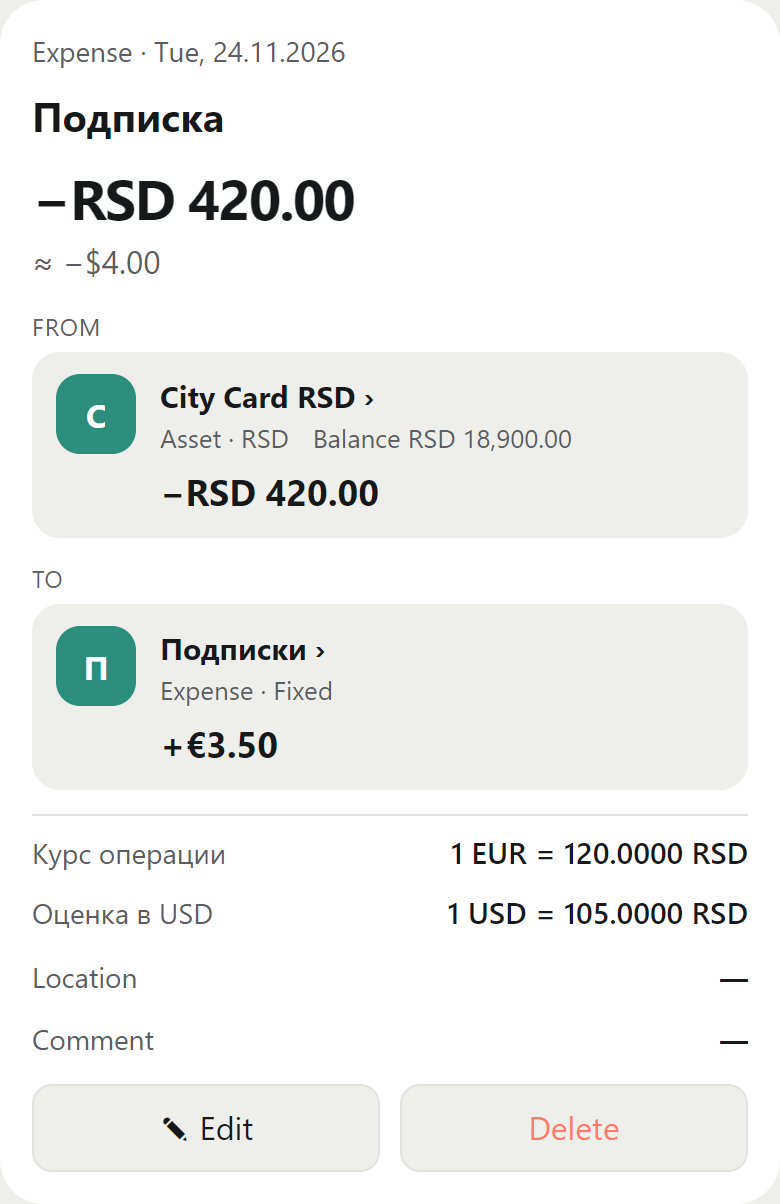 Expense · Tue, 24.11.2026
Подписка
−RSD 420.00
≈ −$4.00
FROM
C
City Card RSD ›
Asset · RSD Balance RSD 18,900.00
−RSD 420.00
TO
П
Подписки ›
Expense · Fixed
+€3.50
Курс операции 1 EUR = 120.0000 RSD
Оценка в USD 1 USD = 105.0000 RSD
Location —
Comment —
Edit Delete